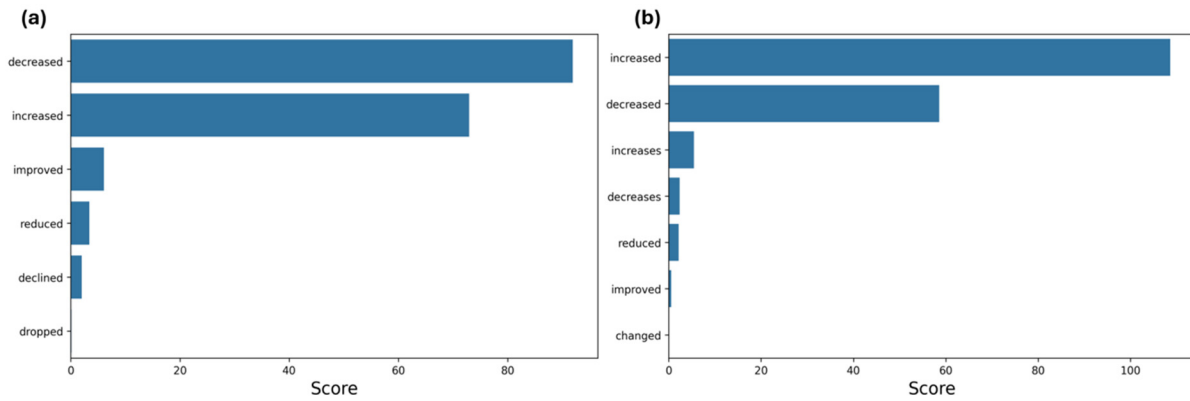 (a)
decreased
increased
improved
reduced
declined
dropped
0 20 40 60 80
Score
(b)
increased
decreased
increases
decreases
reduced
improved
changed
0 20 40 60 80 100
Score